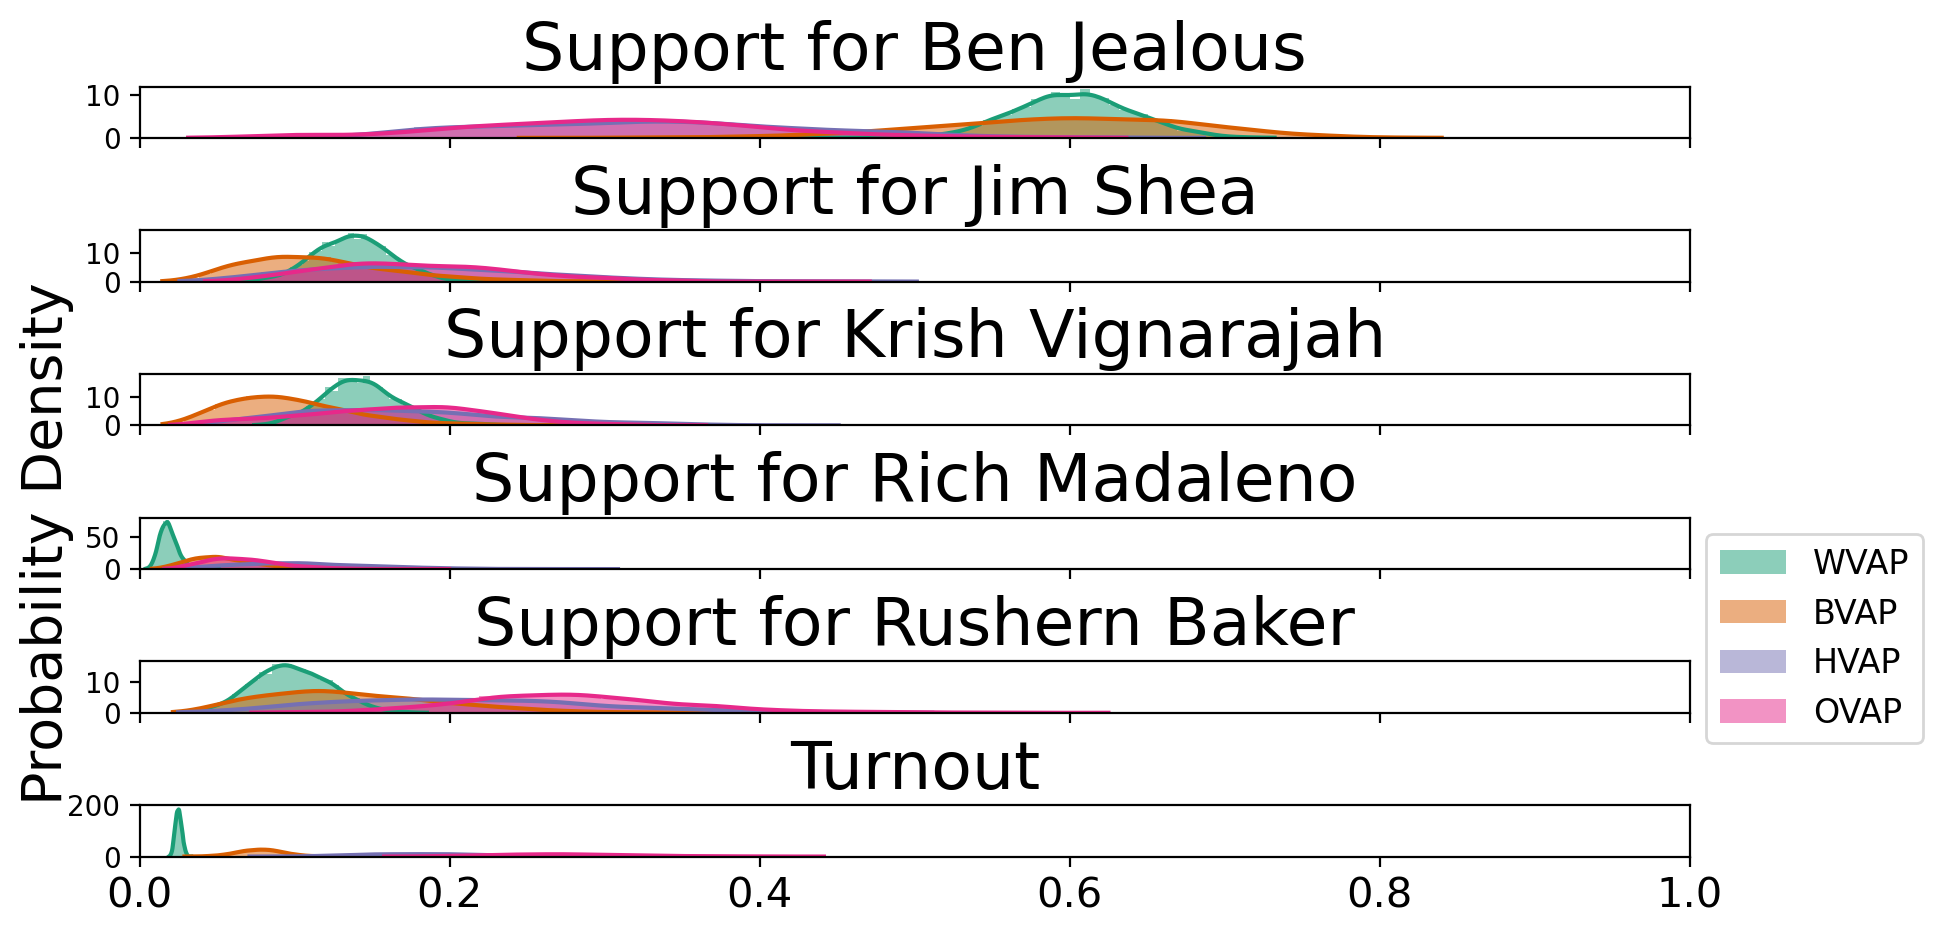 Support for Ben Jealous
10
0
Support for Jim Shea
10
0
Support for Krish Vignarajah
10
0
Support for Rich Madaleno
50
0
Support for Rushern Baker
10
0
Turnout
200
0
0.0 0.2 0.4 0.6 0.8 1.0
Probability Density
WVAP
BVAP
HVAP
OVAP